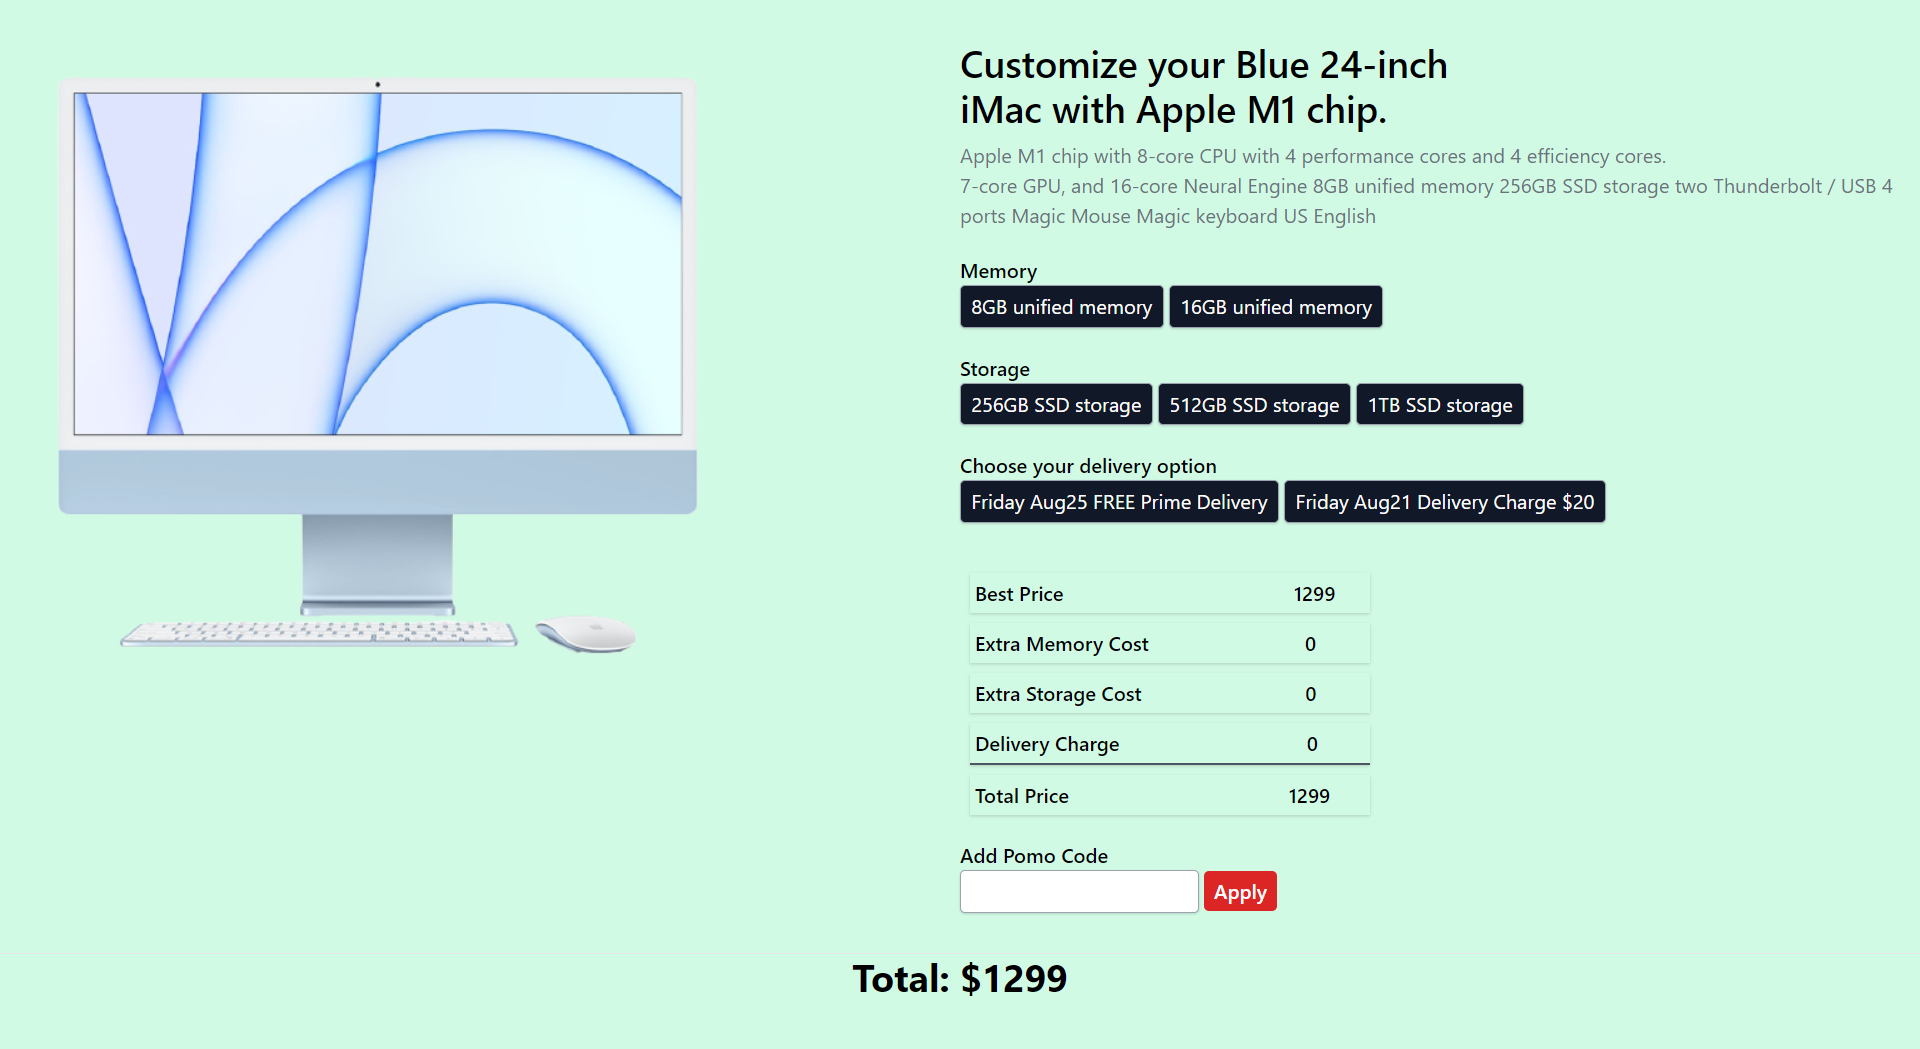 Customize your Blue 24-inch
iMac with Apple M1 chip.
Apple M1 chip with 8-core CPU with 4 performance cores and 4 efficiency cores.
7-core GPU, and 16-core Neural Engine 8GB unified memory 256GB SSD storage two Thunderbolt / USB 4
ports Magic Mouse Magic keyboard US English
Memory
8GB unified memory 16GB unified memory
Storage
256GB SSD storage 512GB SSD storage 1TB SSD storage
Choose your delivery option
Friday Aug25 FREE Prime Delivery Friday Aug21 Delivery Charge $20
Best Price 1299
Extra Memory Cost 0
Extra Storage Cost 0
Delivery Charge 0
Total Price 1299
Add Pomo Code
Apply
Total: $1299